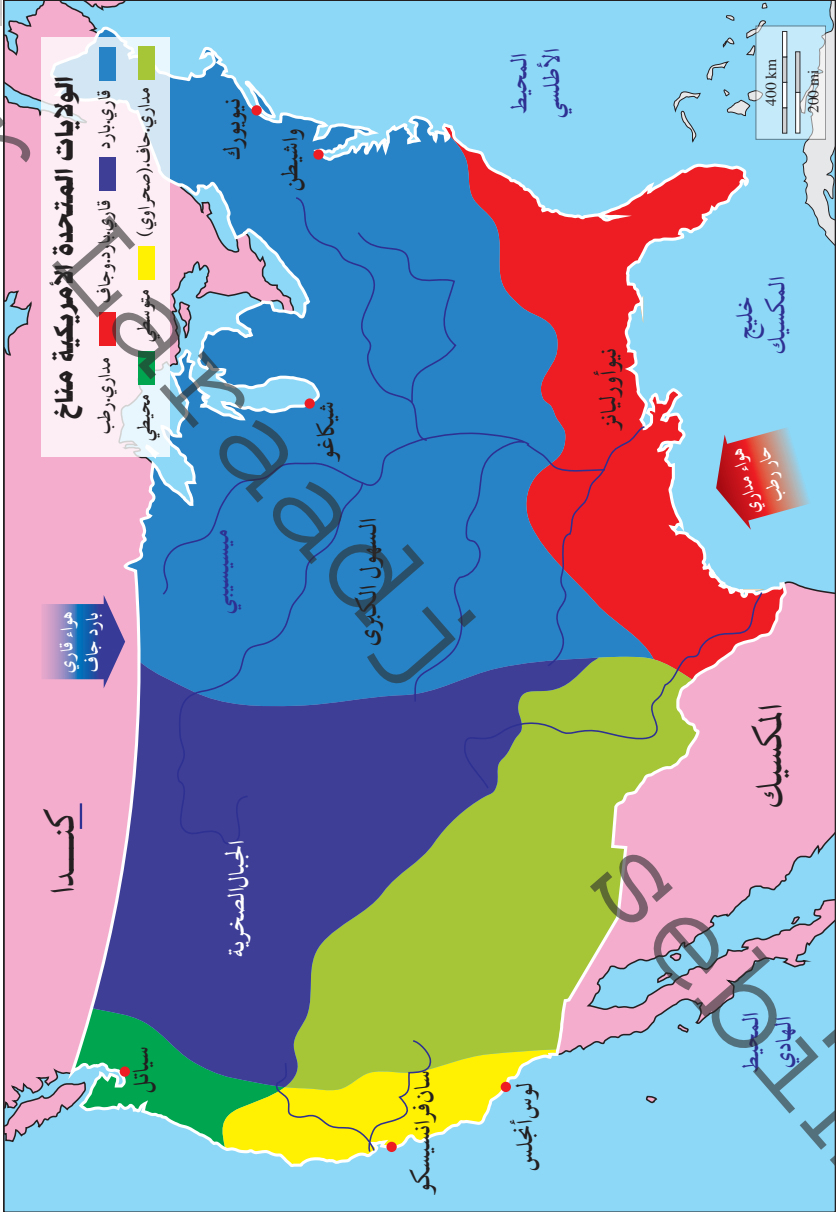 الولايات المتحدة الأمريكية مناخ
قاري.بارد
قاري.بارد.وجاف
مداري.رطب
مداري.جاف.(صحراوي)
متوسطي
محيطي
كنــــدا
هواء قاري
بارد جاف
سياتل
الجبال الصخرية
ميسيسيبي
السهول الكبرى
شيكاغو
نيويورك
واشنطن
سان فرانسيسكو
لوس أنجلس
نيو أورليانز
المحيط
الأطلسي
خليج
المكسيك
هواء مداري
حار رطب
المكسيك
المحيط
الهادي
400 km
200 mi